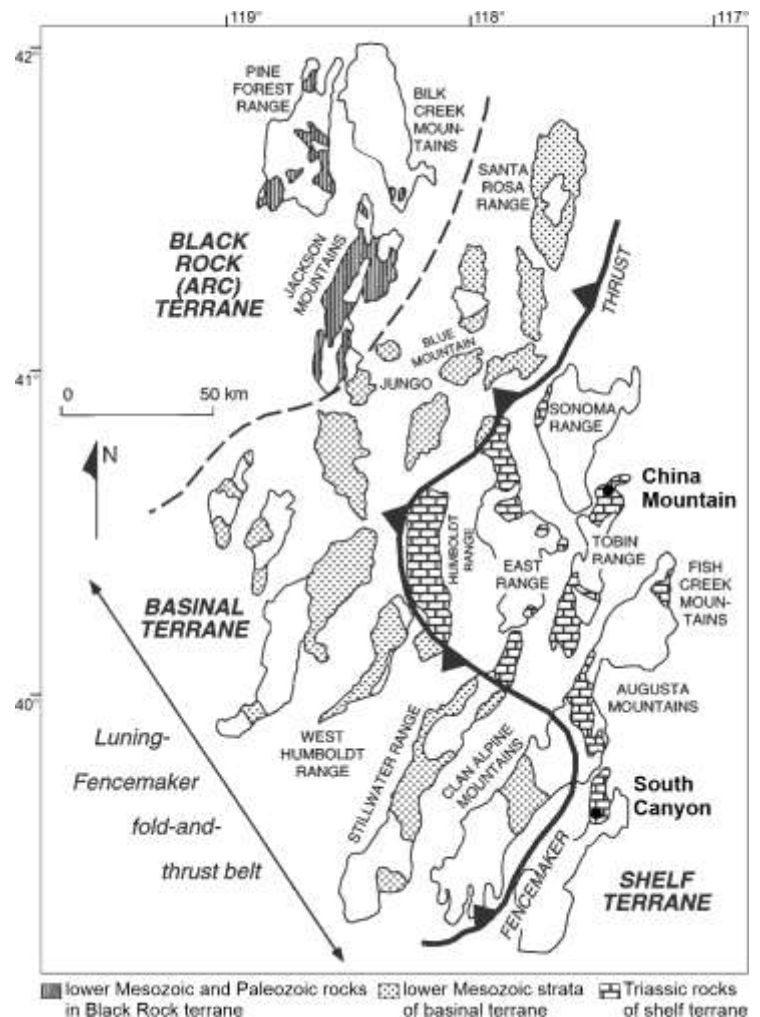 119°
118°
117°
42°
PINE
FOREST
RANGE
BILK
CREEK
MOUN-
TAINS
SANTA
ROSA
RANGE
BLACK
ROCK
(ARC)
TERRANE
JACKSON
MOUNTAINS
THRUST
BLUE
MOUNTAIN
41°
JUNGO
0 50 km
SONOMA
RANGE
N
China
Mountain
HUMBOLDT
RANGE
EAST
RANGE
TOBIN
RANGE
FISH
CREEK
MOUN-
TAINS
BASINAL
TERRANE
40°
AUGUSTA
MOUNTAINS
WEST
HUMBOLDT
RANGE
STILLWATER RANGE
CLAN ALPINE
MOUNTAINS
Luning-
Fencemaker
fold-and-
thrust belt
South
Canyon
FENCEMAKER
SHELF
TERRANE
lower Mesozoic and Paleozoic rocks
in Black Rock terrane
lower Mesozoic strata
of basinal terrane
Triassic rocks
of shelf terrane